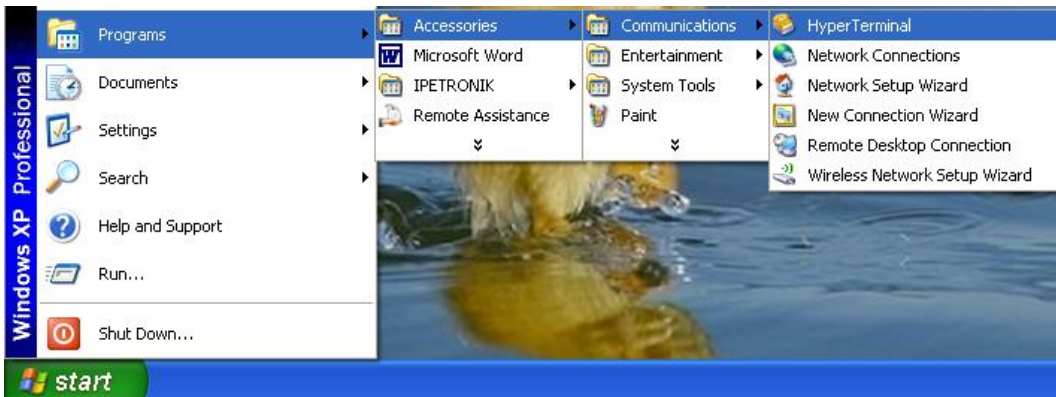 Windows XP Professional
Programs
Documents
Settings
Search
Help and Support
Run...
Shut Down...
Accessories
Microsoft Word
IPETRONIK
Remote Assistance
Communications
Entertainment
System Tools
Paint
HyperTerminal
Network Connections
Network Setup Wizard
New Connection Wizard
Remote Desktop Connection
Wireless Network Setup Wizard
start